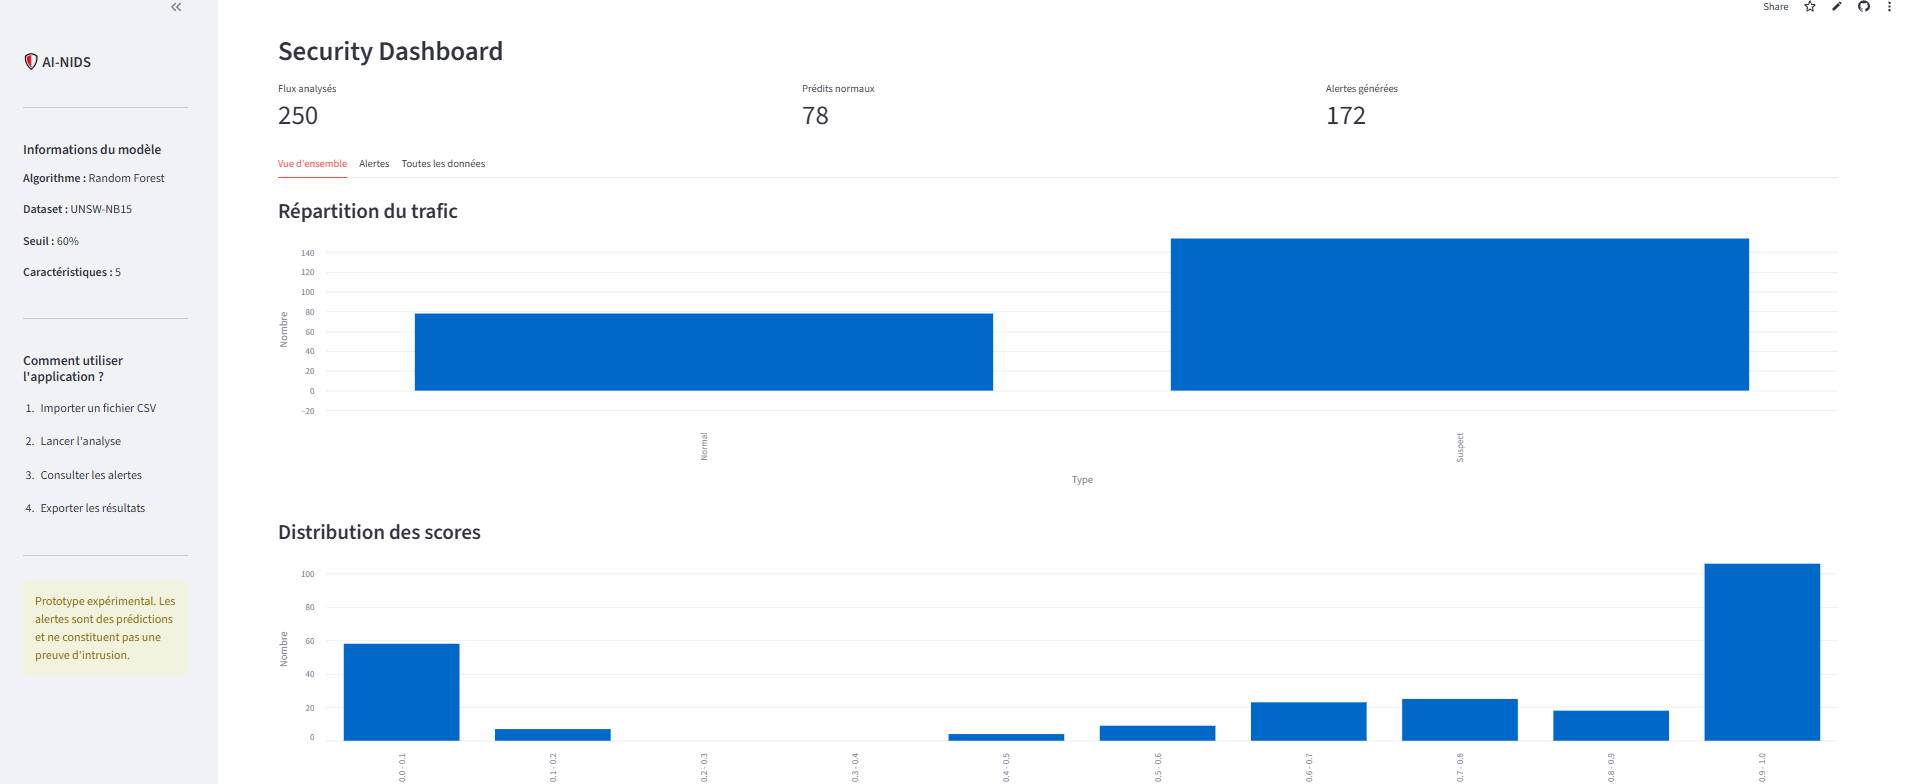 Share
AI-NIDS
Informations du modèle
Algorithme : Random Forest
Dataset : UNSW-NB15
Seuil : 60%
Caractéristiques : 5
Comment utiliser
l'application ?
1. Importer un fichier CSV
2. Lancer l'analyse
3. Consulter les alertes
4. Exporter les résultats
Prototype expérimental. Les
alertes sont des prédictions
et ne constituent pas une
preuve d'intrusion.
Security Dashboard
Flux analysés
250
Prédits normaux
78
Alertes générées
172
Vue d'ensemble Alertes Toutes les données
Répartition du trafic
140
120
100
80
60
40
20
0
−20
Nombre
Normal
Suspect
Type
Distribution des scores
100
80
60
40
20
0
Nombre
0.0 - 0.1
0.1 - 0.2
0.2 - 0.3
0.3 - 0.4
0.4 - 0.5
0.5 - 0.6
0.6 - 0.7
0.7 - 0.8
0.8 - 0.9
0.9 - 1.0